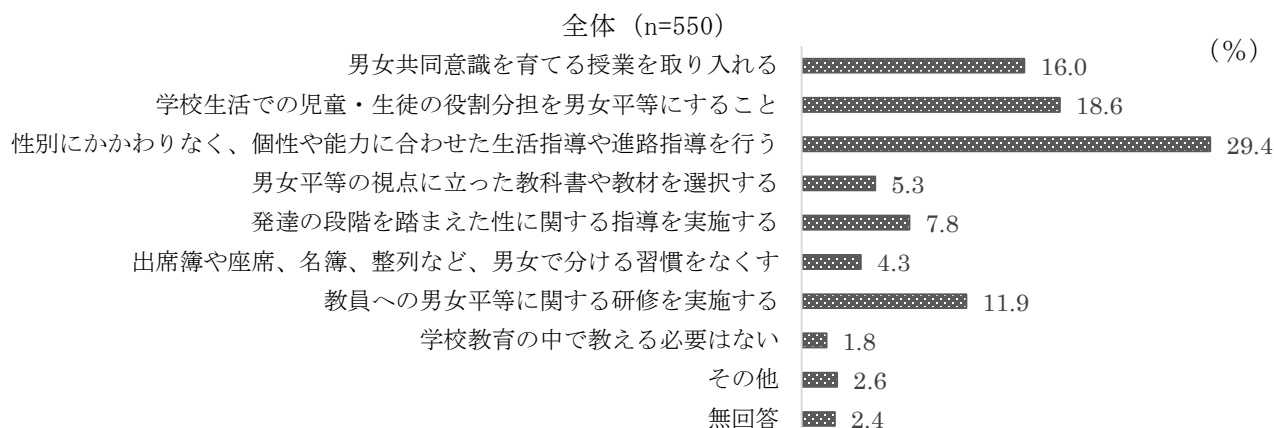 全体（n=550）
（%）
男女共同意識を育てる授業を取り入れる 16.0
学校生活での児童・生徒の役割分担を男女平等にすること 18.6
性別にかかわりなく、個性や能力に合わせた生活指導や進路指導を行う 29.4
男女平等の視点に立った教科書や教材を選択する 5.3
発達の段階を踏まえた性に関する指導を実施する 7.8
出席簿や座席、名簿、整列など、男女で分ける習慣をなくす 4.3
教員への男女平等に関する研修を実施する 11.9
学校教育の中で教える必要はない 1.8
その他 2.6
無回答 2.4